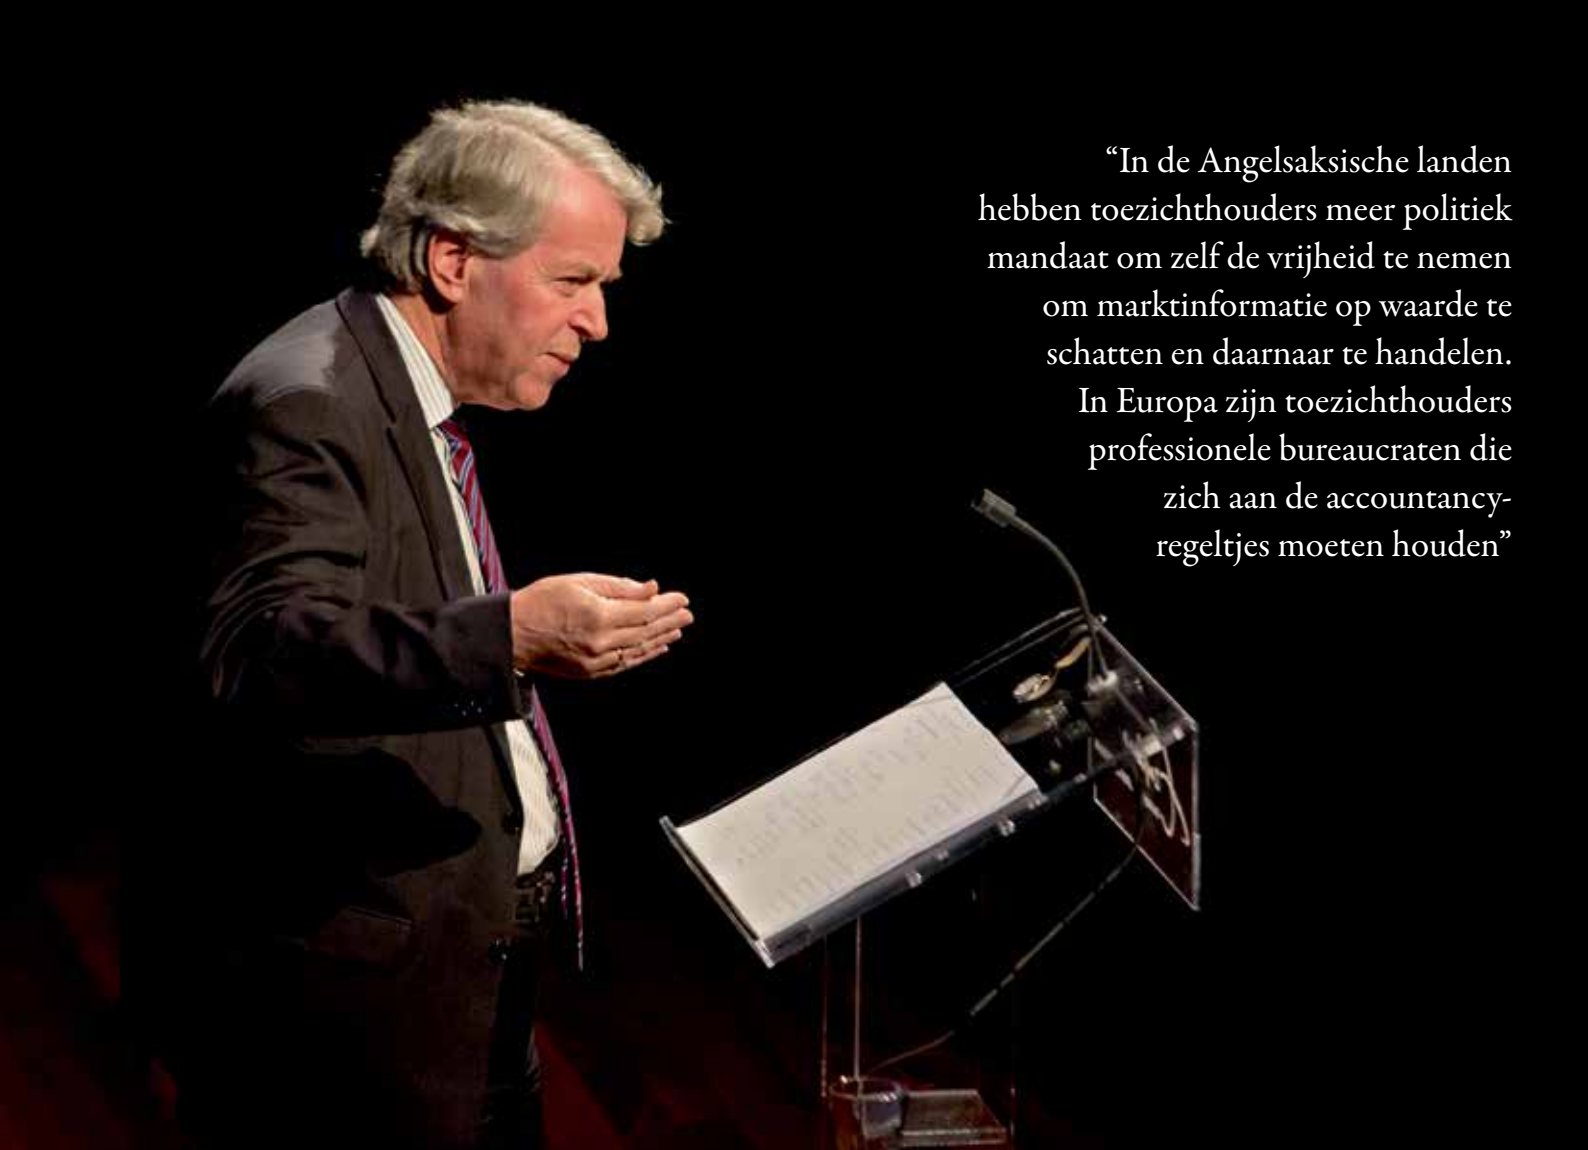 “In de Angelsaksische landen
hebben toezichthouders meer politiek
mandaat om zelf de vrijheid te nemen
om marktinformatie op waarde te
schatten en daarnaar te handelen.
In Europa zijn toezichthouders
professionele bureaucraten die
zich aan de accountancy-
regeltjes moeten houden”